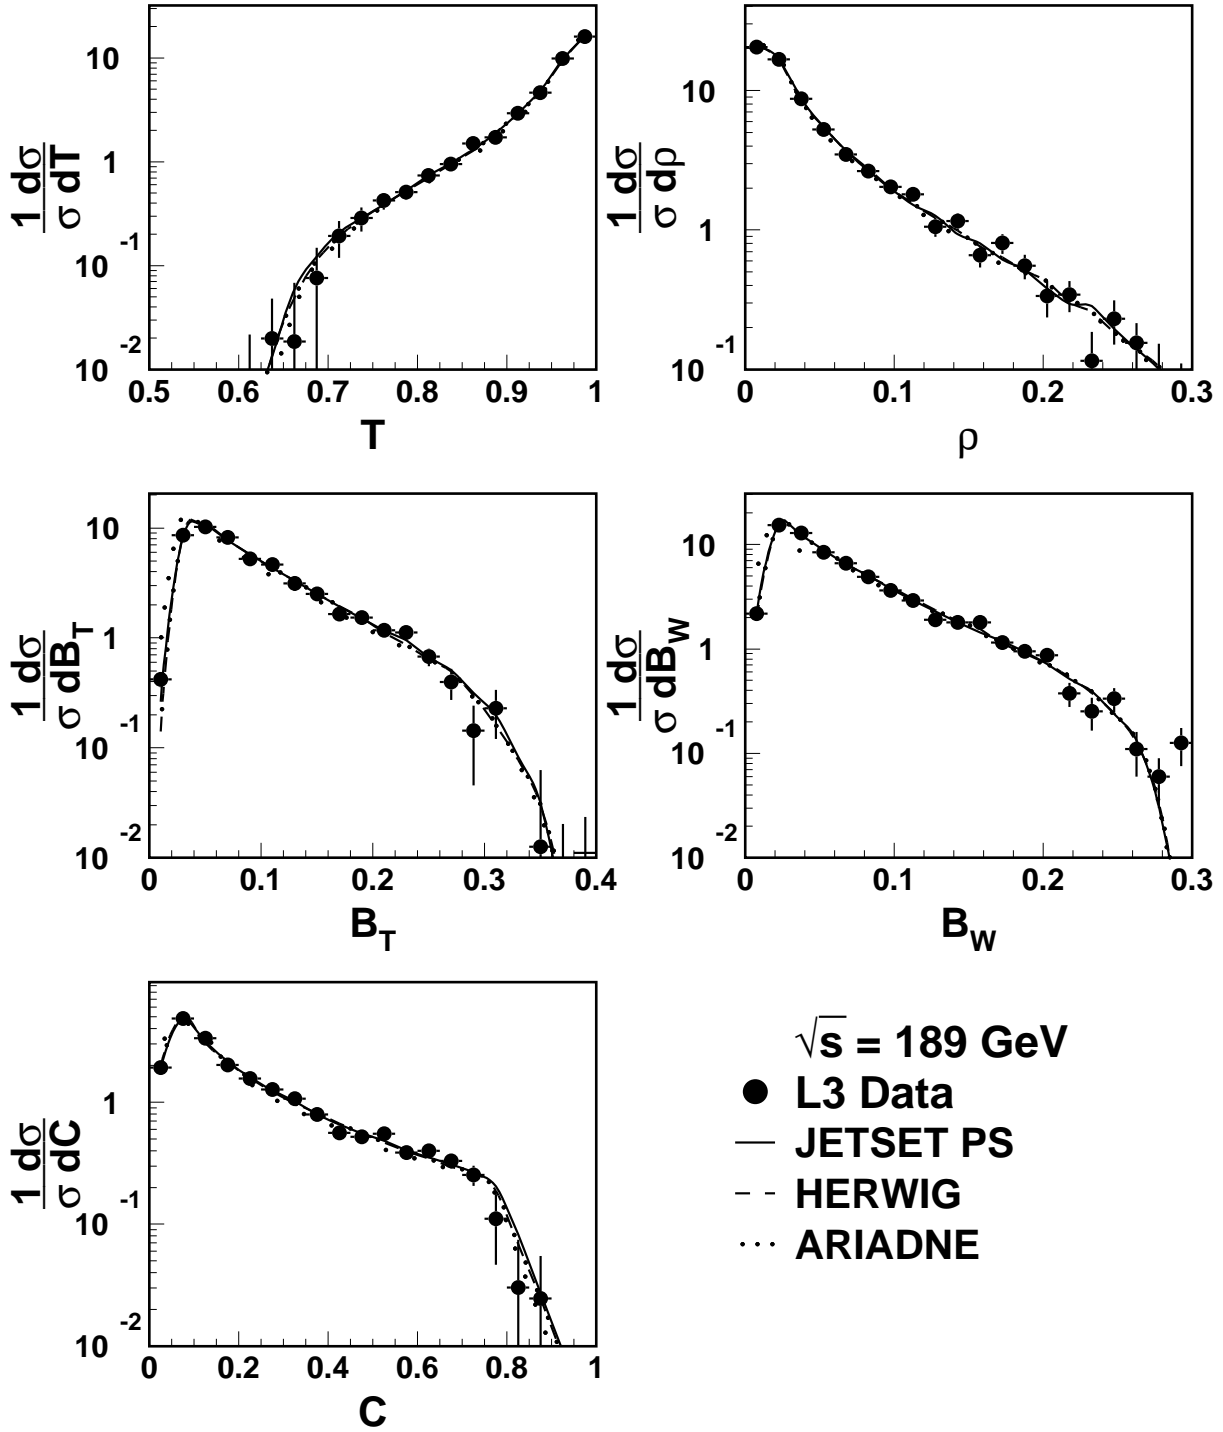 10
1
10 -1
10 -2
1 dσ
σ dT
0.5 0.6 0.7 0.8 0.9 1
T
10
1
10 -1
1 dσ
σ dρ
0 0.1 0.2 0.3
ρ
10
1
10 -1
10 -2
1 dσ
σ dB_T
0 0.1 0.2 0.3 0.4
B_T
10
1
10 -1
10 -2
1 dσ
σ dB_W
0 0.1 0.2 0.3
B_W
1
10 -1
10 -2
1 dσ
σ dC
0 0.2 0.4 0.6 0.8 1
C
√s = 189 GeV
L3 Data
JETSET PS
HERWIG
ARIADNE